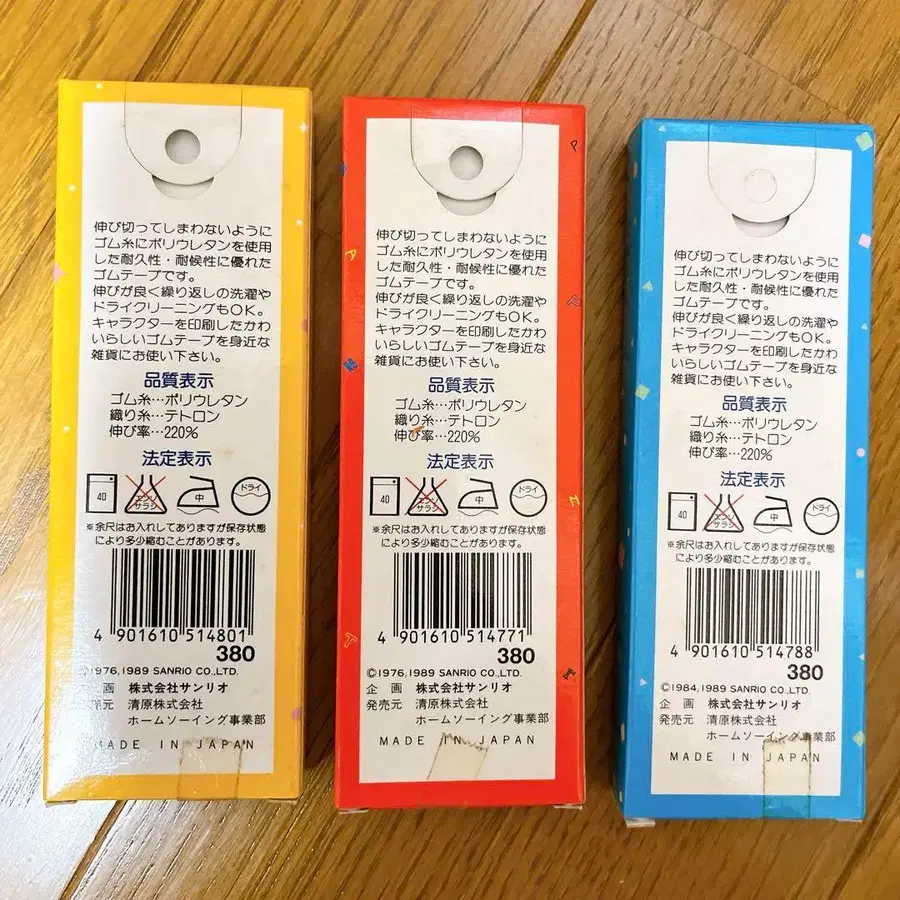 伸び切ってしまわないように
ゴム糸にポリウレタンを使用
した耐久性・耐候性に優れた
ゴムテープです。
伸びが良く繰り返しの洗濯や
ドライクリーニングもOK。
キャラクターを印刷したかわ
いらしいゴムテープを身近な
雑貨にお使い下さい。
品質表示
ゴム糸…ポリウレタン
織り糸…テトロン
伸び率…220%
法定表示
40
エンソ
サラシ
中
ドライ
※余尺はお入れしてありますが保存状態
により多少縮むことがあります。
4 901610 514801
380
©1976,1989 SANRIO CO.,LTD.
企 画 株式会社サンリオ
発売元 清原株式会社
ホームソーイング事業部
MADE IN JAPAN
伸び切ってしまわないように
ゴム糸にポリウレタンを使用
した耐久性・耐候性に優れた
ゴムテープです。
伸びが良く繰り返しの洗濯や
ドライクリーニングもOK。
キャラクターを印刷したかわ
いらしいゴムテープを身近な
雑貨にお使い下さい。
品質表示
ゴム糸…ポリウレタン
織り糸…テトロン
伸び率…220%
法定表示
40
エンソ
サラシ
中
ドライ
※余尺はお入れしてありますが保存状態
により多少縮むことがあります。
4 901610 514771
380
©1976,1989 SANRIO CO.,LTD.
企 画 株式会社サンリオ
発売元 清原株式会社
ホームソーイング事業部
MADE IN JAPAN
伸び切ってしまわないように
ゴム糸にポリウレタンを使用
した耐久性・耐候性に優れた
ゴムテープです。
伸びが良く繰り返しの洗濯や
ドライクリーニングもOK。
キャラクターを印刷したかわ
いらしいゴムテープを身近な
雑貨にお使い下さい。
品質表示
ゴム糸…ポリウレタン
織り糸…テトロン
伸び率…220%
法定表示
40
エンソ
サラシ
中
ドライ
※余尺はお入れしてありますが保存状態
により多少縮むことがあります。
4 901610 514788
380
©1984,1989 SANRIO CO.,LTD.
企 画 株式会社サンリオ
発売元 清原株式会社
ホームソーイング事業部
MADE IN JAPAN